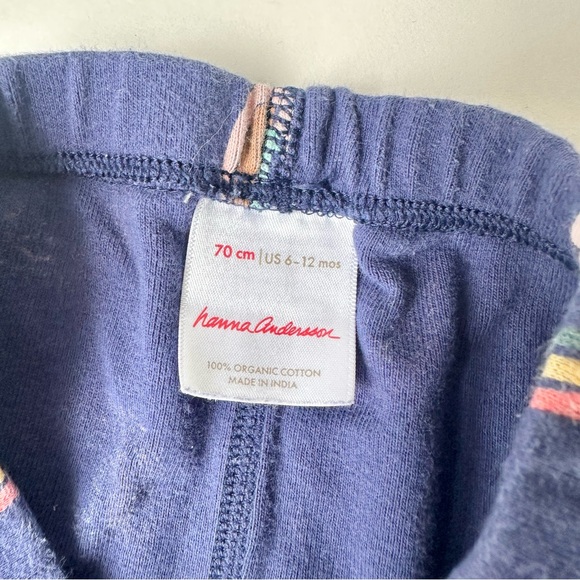 70 cm | US 6-12 mos
hanna andersson
100% ORGANIC COTTON
MADE IN INDIA